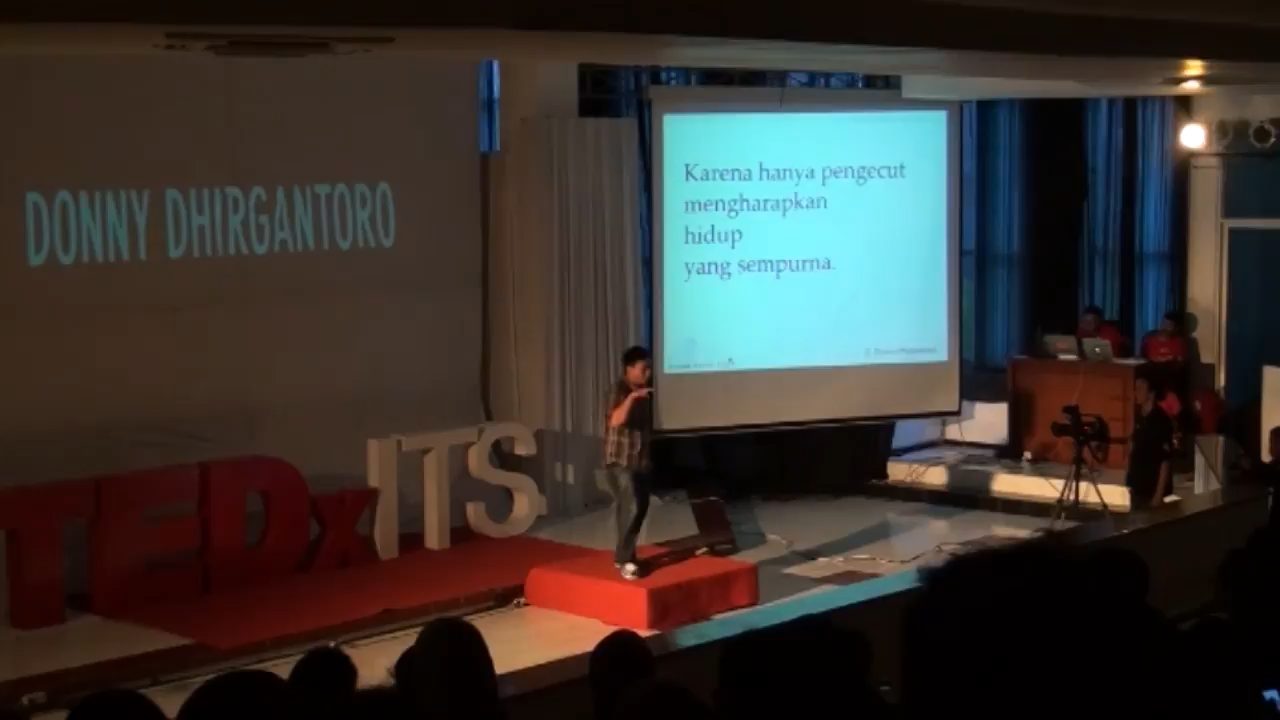 DONNY DHIRGANTORO
Karena hanya pengecut
mengharapkan
hidup
yang sempurna.
TEDxITS